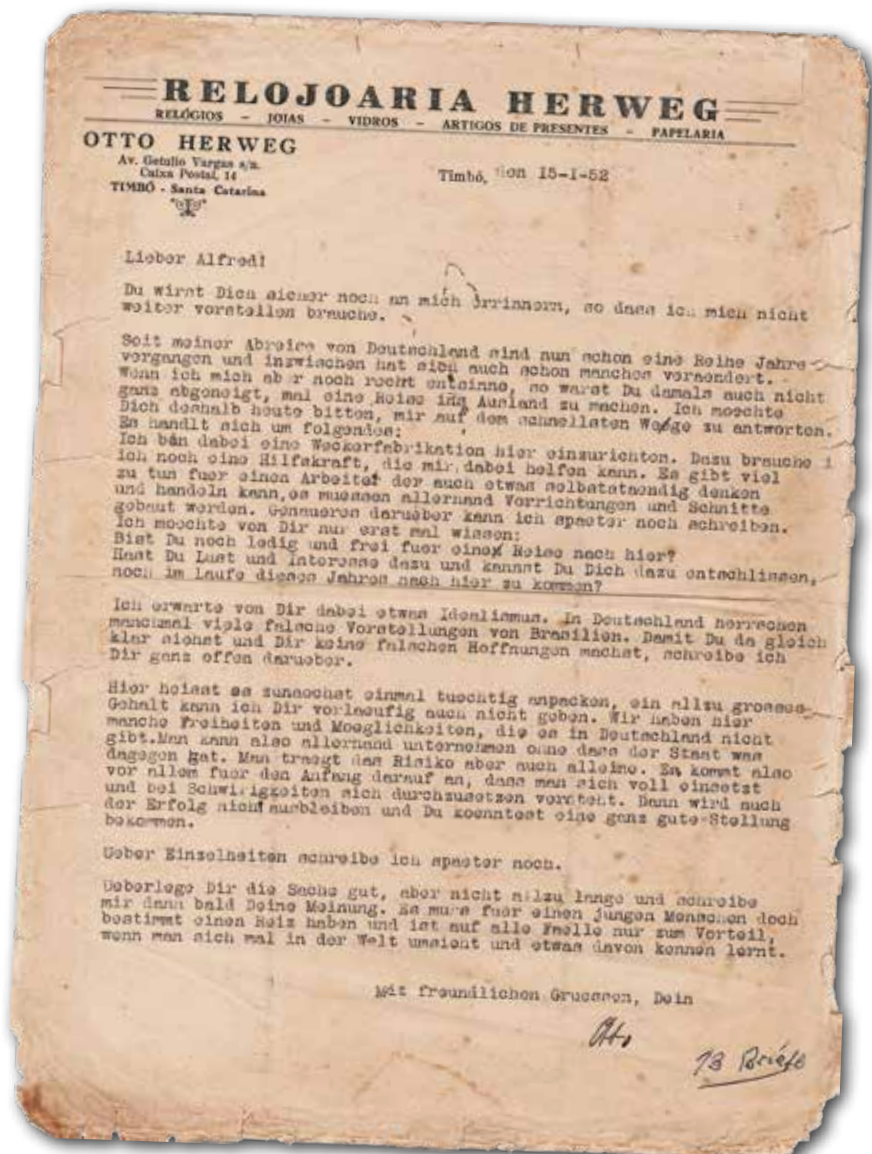 RELOJOARIA HERWEG
RELÓGIOS – JOIAS – VIDROS – ARTIGOS DE PRESENTES – PAPELARIA
OTTO HERWEG
Av. Getulio Vargas s/n.
Caixa Postal, 14
TIMBÓ - Santa Catarina
Timbó, den 15-I-52
Lieber Alfred!
Du wirst Dich sicher noch an mich errinnern, so dass ich mich nicht
weiter vorstellen brauche.
Seit meiner Abreise von Deutschland sind nun schon eine Reihe Jahre
vergangen und inzwischen hat sich auch schon manches veraendert.
Wenn ich mich aber noch recht entsinne, so warst Du damals auch nicht
ganz abgeneigt, mal eine Reise ins Ausland zu machen. Ich moechte
Dich deshalb heute bitten, mir auf dem schnellsten Wege zu antworten.
Es handlt sich um folgendes:
Ich bin dabei eine Weckerfabrikation hier einzurichten. Dazu brauche
ich noch eine Hilfskraft, die mir dabei helfen kann. Es gibt viel
zu tun fuer einen Arbeiter der auch etwas selbststaendig denken
und handeln kann,es muessen allernand Vorrichtungen und Schnitte
gebaut werden. Genaueres darueber kann ich spaeter noch schreiben.
Ich moechte von Dir nur erst mal wissen:
Bist Du noch ledig und frei fuer eine Reise nach hier?
Hast Du Lust und Interesse dazu und kannst Du Dich dazu entschlissen,
noch im Laufe dieses Jahres nach hier zu kommen?
Ich erwarte von Dir dabei etwas Idealismus. In Deutschland herrschen
manchmal viele falsche Vorstellungen von Brasilien. Damit Du da gleich
klar siehst und Dir keine falschen Hoffnungen machst, schreibe ich
Dir ganz offen darueber.
Hier heisst es zunaechst einmal tuechtig anpacken, ein allzu grosses
Gehalt kann ich Dir vorlaeufig auch nicht geben. Wir haben hier
manche Freiheiten und Moeglichkeiten, die es in Deutschland nicht
gibt.Man kann also allernand unternehmen ohne dass der Staat was
dagegen hat. Man traegt das Risiko aber auch alleine. Es kommt also
vor allem fuer den Anfang darauf an, dass man sich voll einsetzt
und bei Schwirigkeiten sich durchzusetzen versteht. Dann wird auch
der Erfolg nicht ausbleiben und Du koenntest eine ganz gute Stellung
bekommen.
Ueber Einzelheiten schreibe ich spaeter noch.
Ueberlege Dir die Sache gut, aber nicht allzu lange und schreibe
mir dann bald Deine Meinung. Es muss fuer einen jungen Menschen doch
bestimmt einen Reiz haben und ist auf alle Faelle nur zum Vorteil,
wenn man sich mal in der Welt umsieht und etwas davon kennen lernt.
Mit freundlichen Gruessen, Dein
Otto
13 Briefe